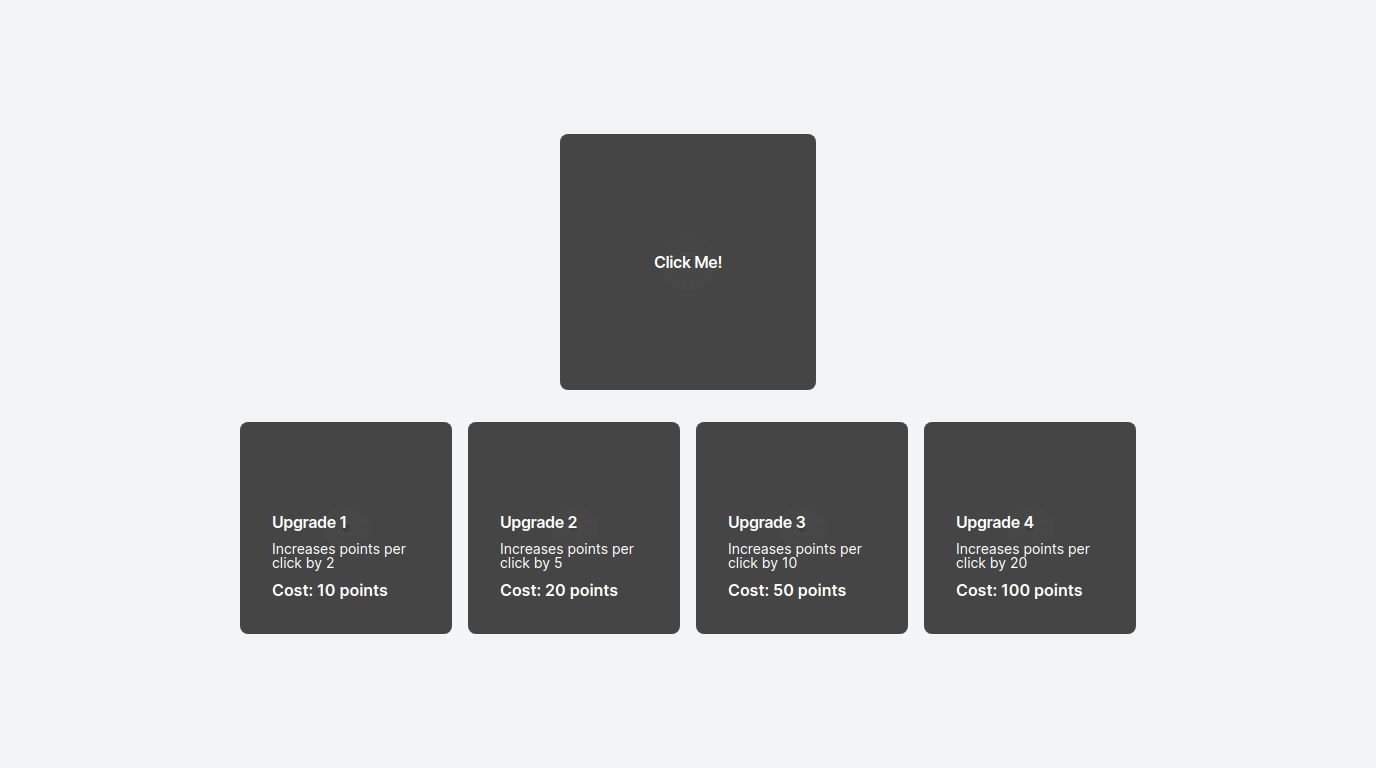 Click Me!
Upgrade 1
Increases points per
click by 2
Cost: 10 points
Upgrade 2
Increases points per
click by 5
Cost: 20 points
Upgrade 3
Increases points per
click by 10
Cost: 50 points
Upgrade 4
Increases points per
click by 20
Cost: 100 points